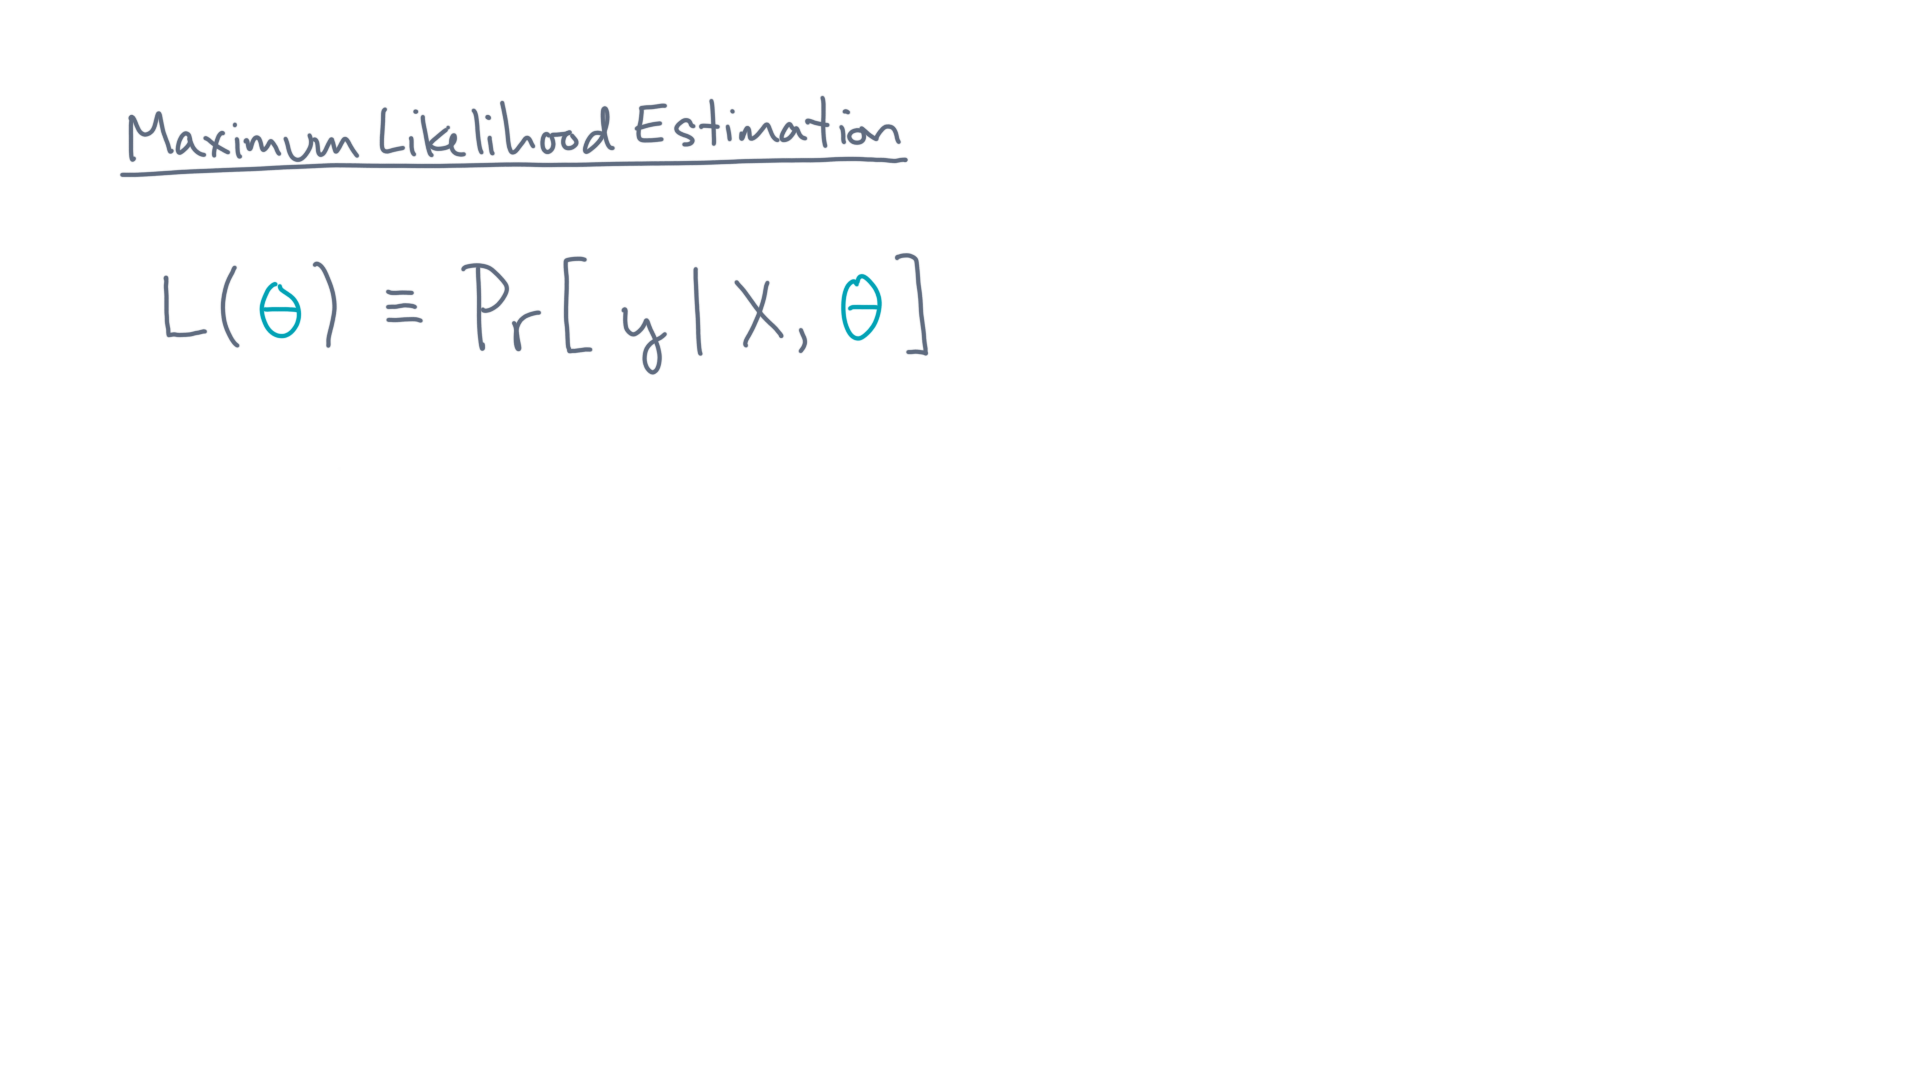 Maximum Likelihood Estimation
L(θ) ≡ Pr[y|X, θ]